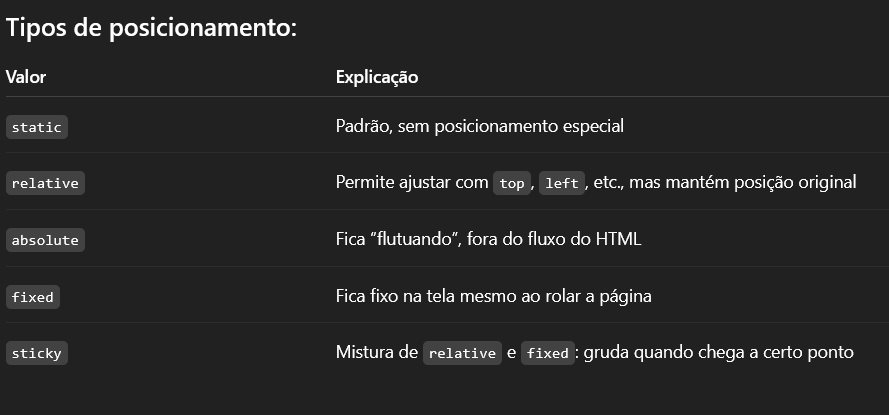 Tipos de posicionamento:
Valor Explicação
static Padrão, sem posicionamento especial
relative Permite ajustar com top, left, etc., mas mantém posição original
absolute Fica “flutuando”, fora do fluxo do HTML
fixed Fica fixo na tela mesmo ao rolar a página
sticky Mistura de relative e fixed: gruda quando chega a certo ponto